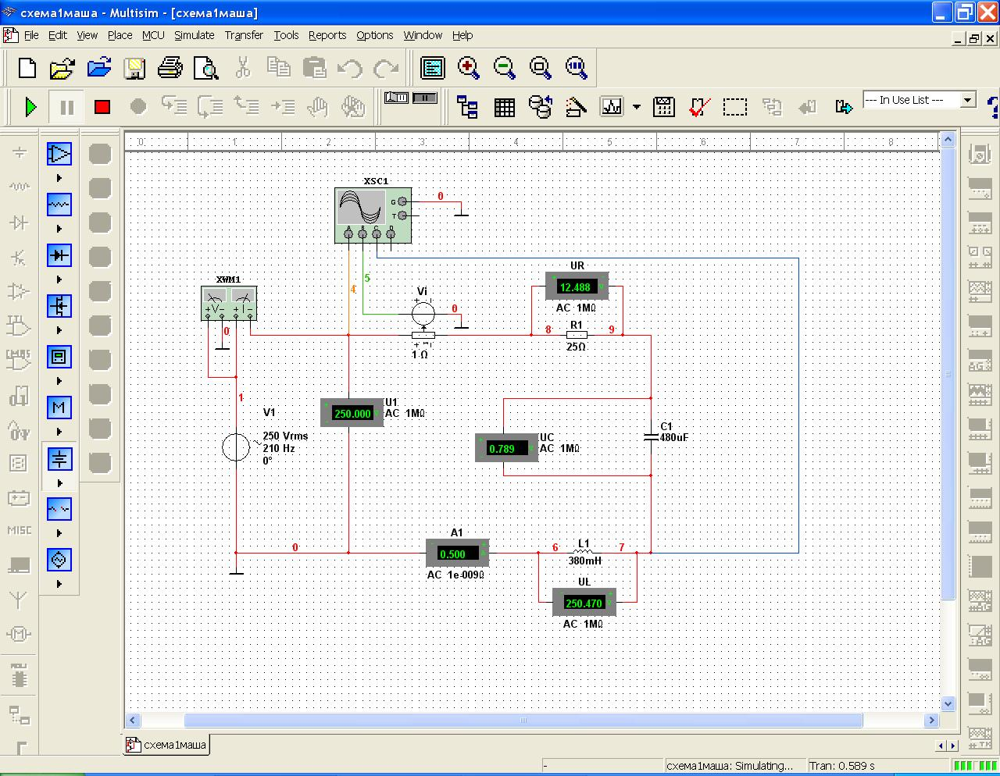 схема1маша - Multisim - [схема1маша]
File Edit View Place MCU Simulate Transfer Tools Reports Options Window Help
--- In Use List ---
0 1 2 3 4 5 6 7 8
XSC1
G
T
A B C D
0
XWM1
V I
0
4
5
Vi
0
1 Ω
UR
12.488 V
AC 1MΩ
8 R1 9
25Ω
1
V1
250 Vrms
210 Hz
0°
U1
250.000 V
AC 1MΩ
UC
0.789 V
AC 1MΩ
C1
480uF
0
A1
0.500 A
AC 1e-009Ω
6 L1 7
380mH
UL
250.470 V
AC 1MΩ
MISC
схема1маша
- схема1маша: Simulating... Tran: 0.589 s